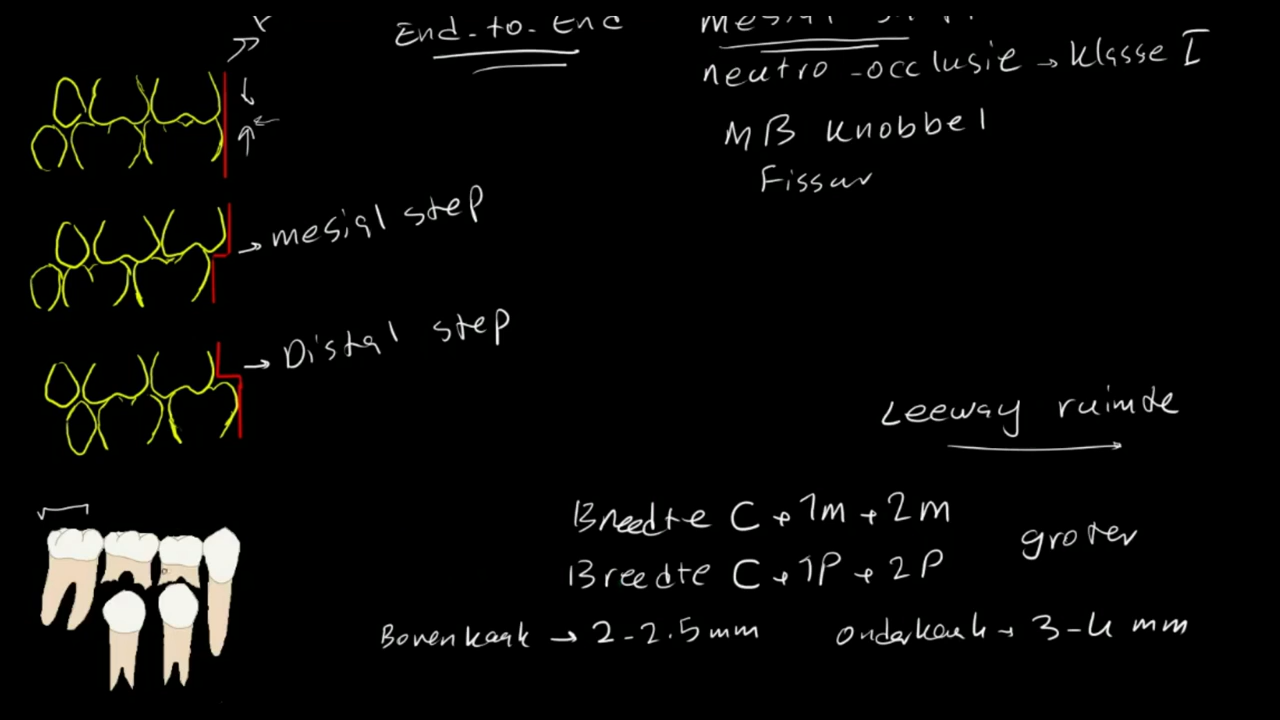 End-to-End
neutro-occlusie → klasse I
MB knobbel
Fissur
→ mesial step
→ Distal step
Leeway ruimte
Breedte C + 1m + 2m
groter
Breedte C + 1P + 2P
Bovenkaak → 2-2.5mm
Onderkaak → 3-4 mm